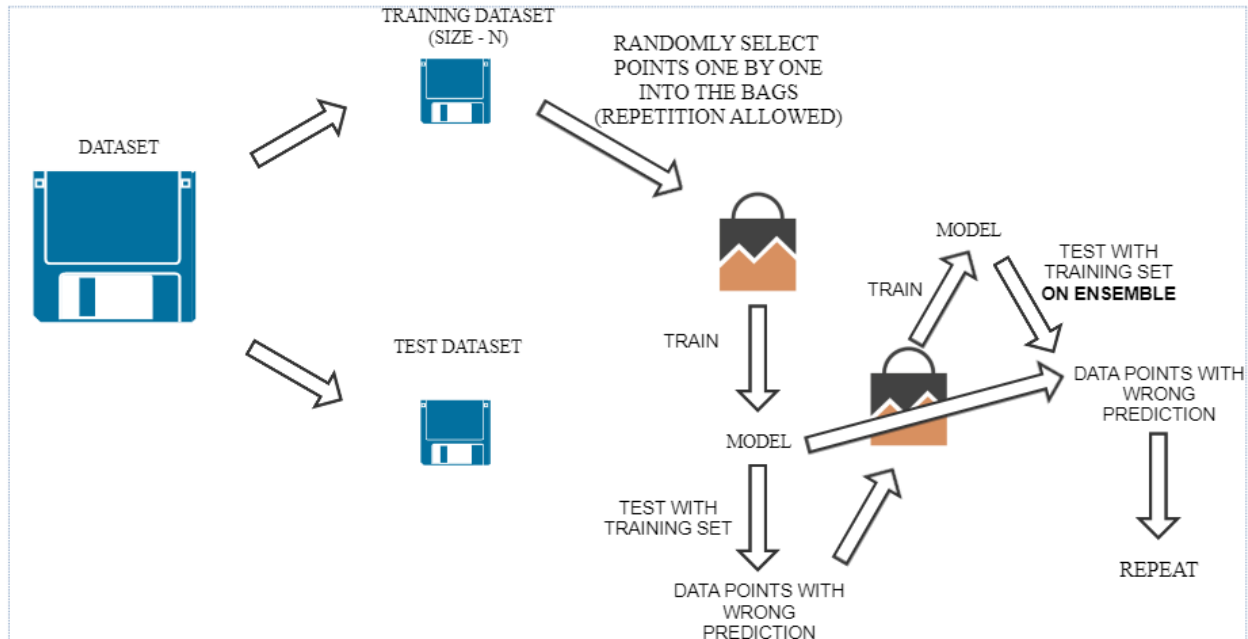 TRAINING DATASET
(SIZE - N)
RANDOMLY SELECT
POINTS ONE BY ONE
INTO THE BAGS
(REPETITION ALLOWED)
DATASET
MODEL
TEST WITH
TRAINING SET
ON ENSEMBLE
TRAIN
TRAIN
TEST DATASET
DATA POINTS WITH
WRONG
PREDICTION
MODEL
TEST WITH
TRAINING SET
REPEAT
DATA POINTS WITH
WRONG
PREDICTION